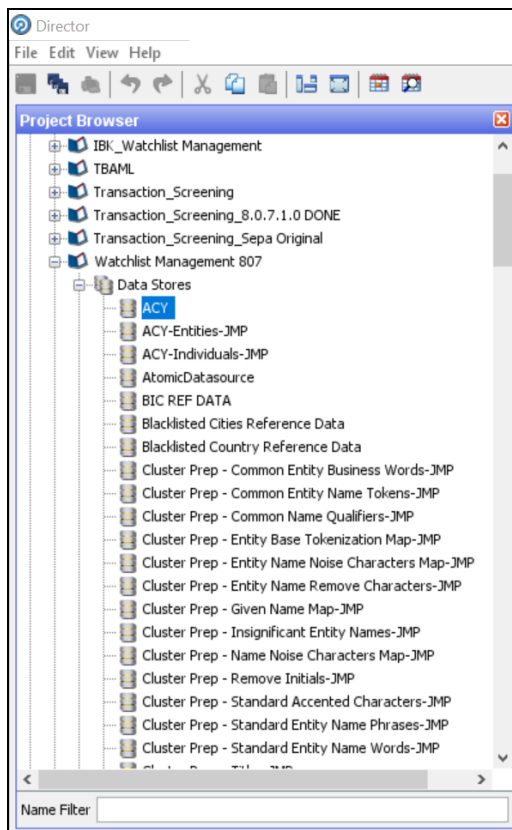 Director
File Edit View Help
Project Browser
IBK_Watchlist Management
TBAML
Transaction_Screening
Transaction_Screening_8.0.7.1.0 DONE
Transaction_Screening_Sepa Original
Watchlist Management 807
Data Stores
ACY
ACY-Entities-JMP
ACY-Individuals-JMP
AtomicDatasource
BIC REF DATA
Blacklisted Cities Reference Data
Blacklisted Country Reference Data
Cluster Prep - Common Entity Business Words-JMP
Cluster Prep - Common Entity Name Tokens-JMP
Cluster Prep - Common Name Qualifiers-JMP
Cluster Prep - Entity Base Tokenization Map-JMP
Cluster Prep - Entity Name Noise Characters Map-JMP
Cluster Prep - Entity Name Remove Characters-JMP
Cluster Prep - Given Name Map-JMP
Cluster Prep - Insignificant Entity Names-JMP
Cluster Prep - Name Noise Characters Map-JMP
Cluster Prep - Remove Initials-JMP
Cluster Prep - Standard Accented Characters-JMP
Cluster Prep - Standard Entity Name Phrases-JMP
Cluster Prep - Standard Entity Name Words-JMP
Name Filter